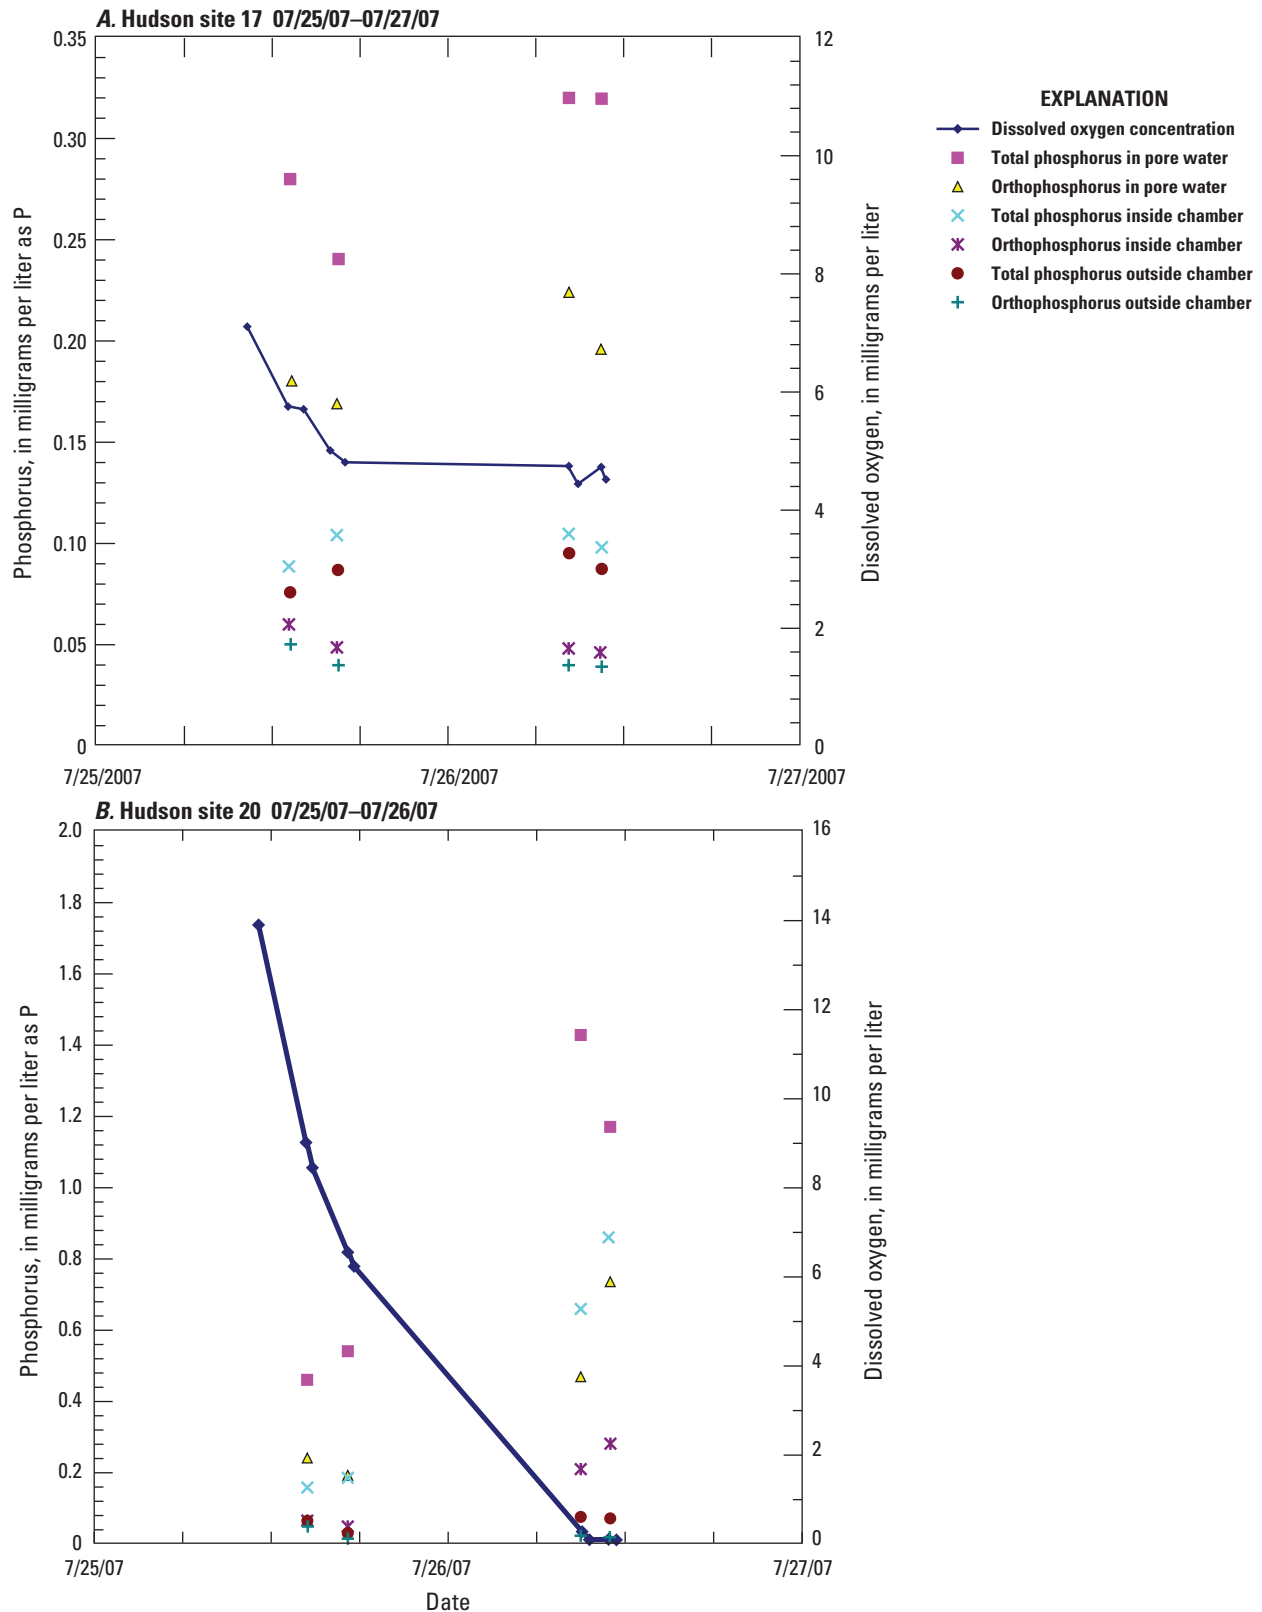 A. Hudson site 17 07/25/07–07/27/07
0.35
0.30
0.25
0.20
0.15
0.10
0.05
0
Phosphorus, in milligrams per liter as P
12
10
8
6
4
2
0
Dissolved oxygen, in milligrams per liter
7/25/2007 7/26/2007 7/27/2007
EXPLANATION
Dissolved oxygen concentration
Total phosphorus in pore water
Orthophosphorus in pore water
Total phosphorus inside chamber
Orthophosphorus inside chamber
Total phosphorus outside chamber
Orthophosphorus outside chamber
B. Hudson site 20 07/25/07–07/26/07
2.0
1.8
1.6
1.4
1.2
1.0
0.8
0.6
0.4
0.2
0
Phosphorus, in milligrams per liter as P
16
14
12
10
8
6
4
2
0
Dissolved oxygen, in milligrams per liter
7/25/07 7/26/07 7/27/07
Date